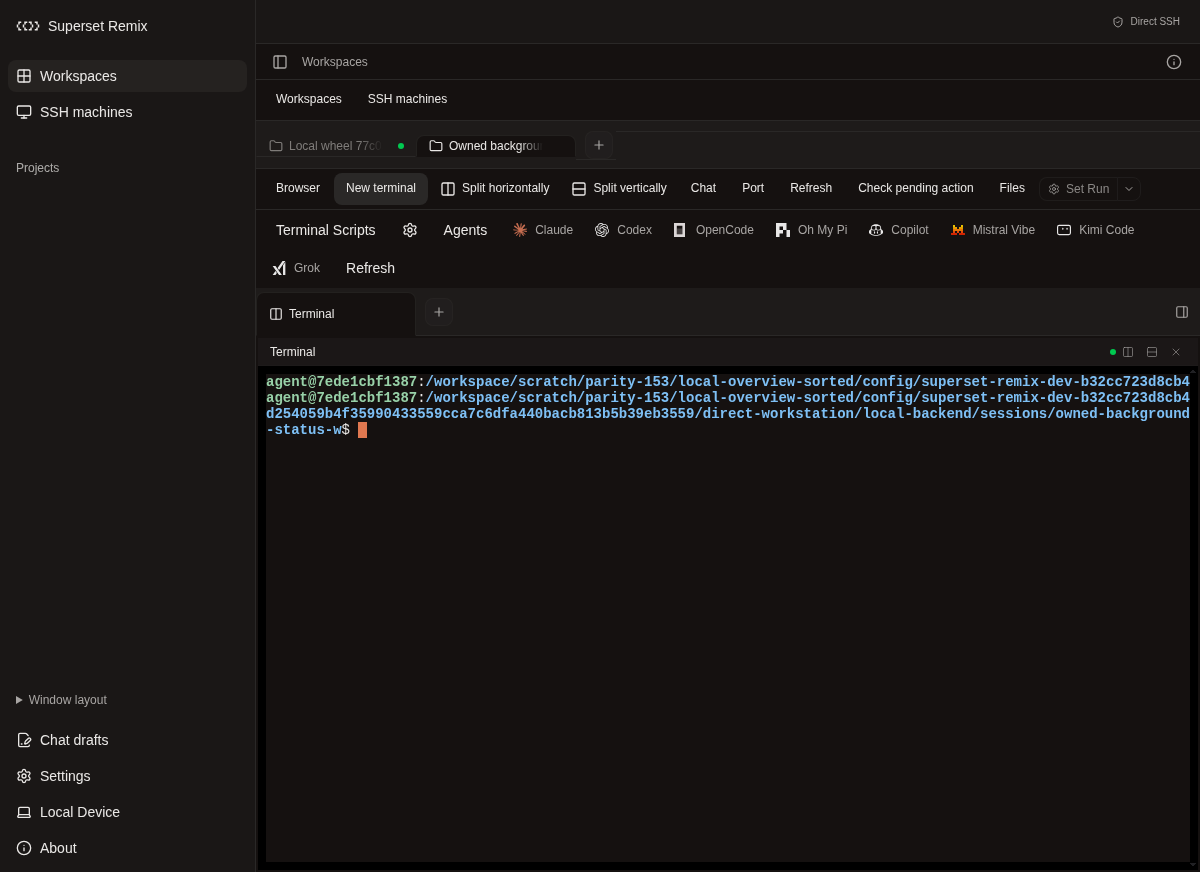 Superset Remix
Direct SSH
Workspaces
SSH machines
Projects
Workspaces
Workspaces SSH machines
Local wheel 77c Owned backgrou
Browser New terminal Split horizontally Split vertically Chat Port Refresh Check pending action Files Set Run
Terminal Scripts Agents Claude Codex OpenCode Oh My Pi Copilot Mistral Vibe Kimi Code
Grok Refresh
Terminal
Terminal
agent@7ede1cbf1387:/workspace/scratch/parity-153/local-overview-sorted/config/superset-remix-dev-b32cc723d8cb4
agent@7ede1cbf1387:/workspace/scratch/parity-153/local-overview-sorted/config/superset-remix-dev-b32cc723d8cb4
d254059b4f35990433559cca7c6dfa440bacb813b5b39eb3559/direct-workstation/local-backend/sessions/owned-background
-status-w$
Window layout
Chat drafts
Settings
Local Device
About